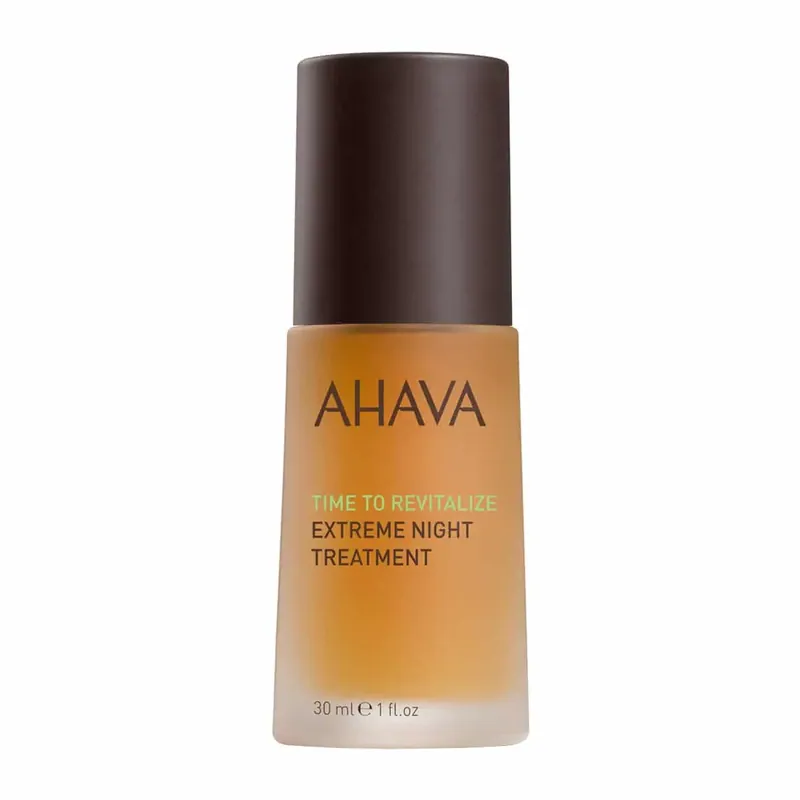 AHAVA
TIME TO REVITALIZE
EXTREME NIGHT
TREATMENT
30 ml ℮ 1 fl.oz